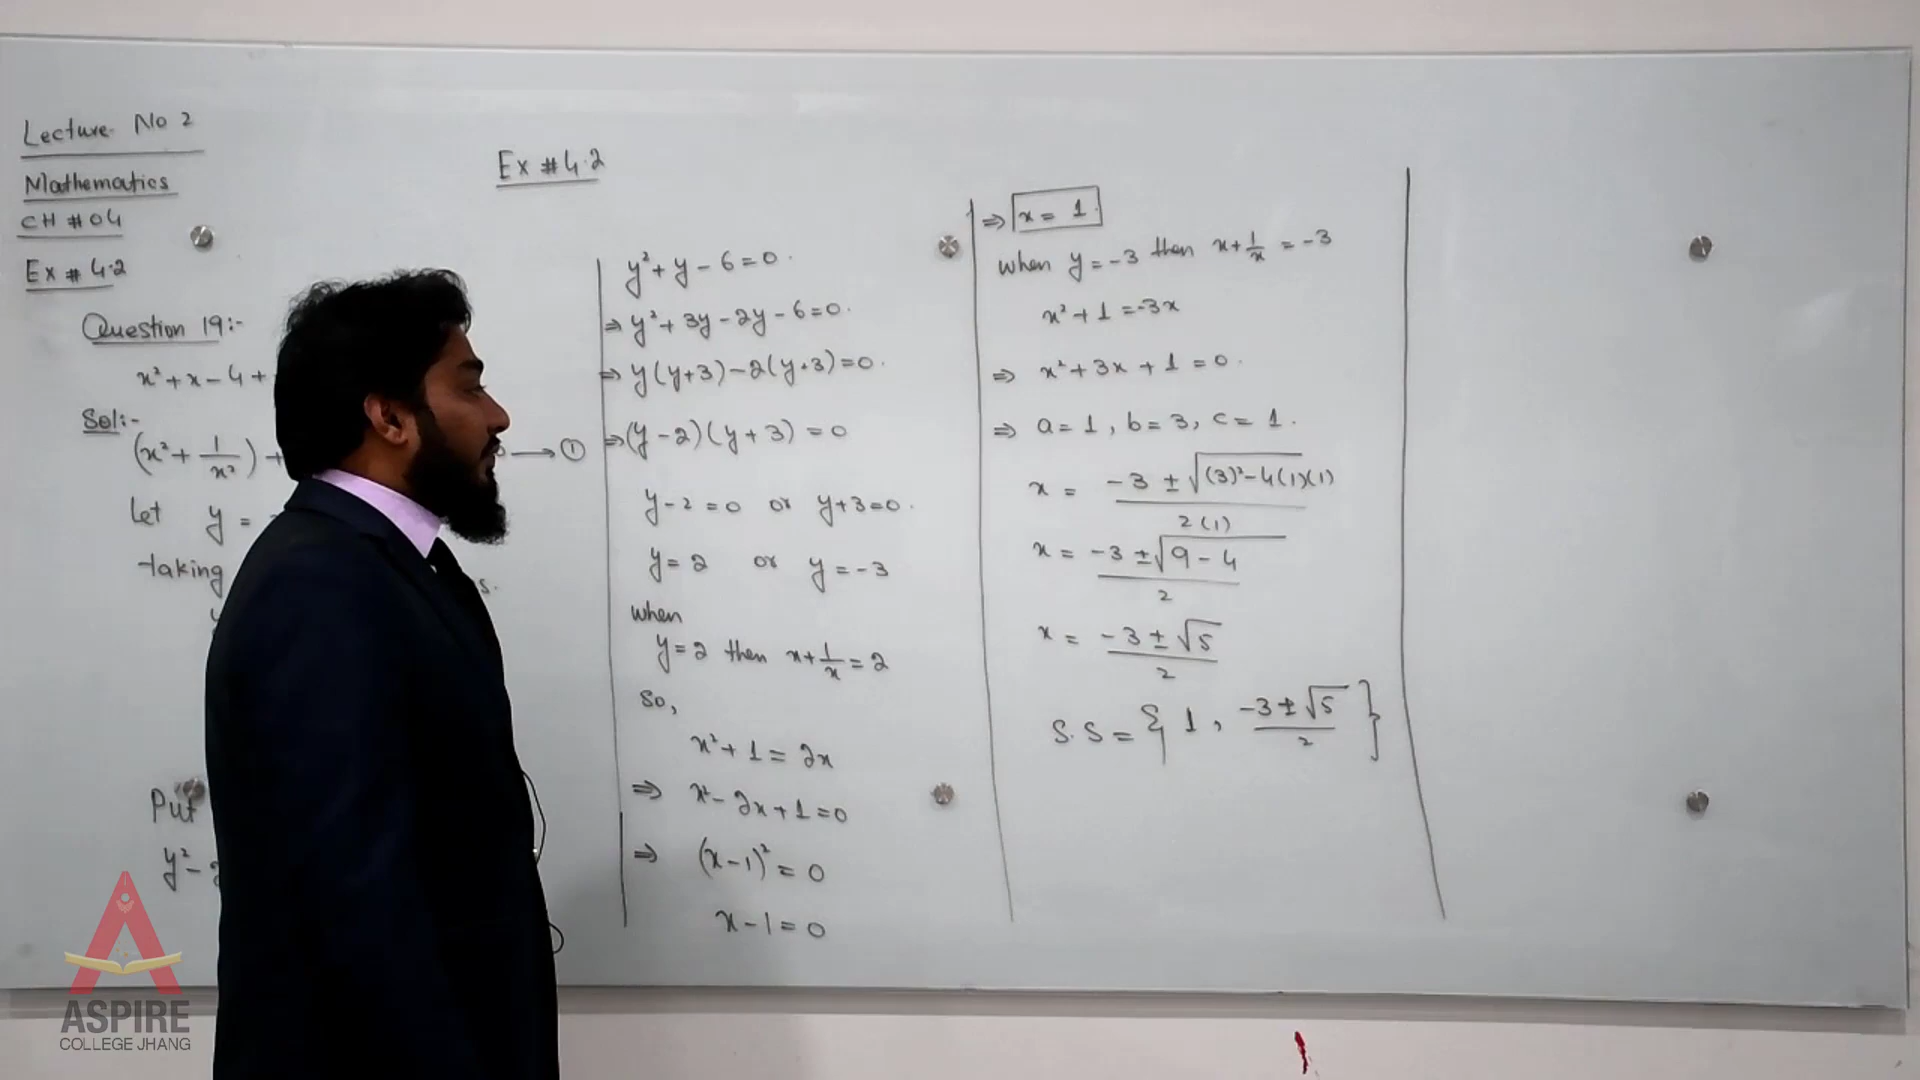 Lecture No 2
Mathematics
CH # 04
Ex # 4.2
Question 19:-
x² + x - 4 +
Sol:-
(x² + 1/x²) +
⟶ ①
Let y =
taking
s.
Put
y² -
Ex # 4.2
y² + y - 6 = 0.
⇒ y² + 3y - 2y - 6 = 0.
⇒ y(y+3) - 2(y+3) = 0.
⇒ (y - 2)(y + 3) = 0
y - 2 = 0 or y + 3 = 0.
y = 2 or y = -3
when
y = 2 then x + 1/x = 2
So,
x² + 1 = 2x
⇒ x² - 2x + 1 = 0
⇒ (x - 1)² = 0
x - 1 = 0
⇒ x = 1.
when y = -3 then x + 1/x = -3
x² + 1 = -3x
⇒ x² + 3x + 1 = 0.
⇒ a = 1, b = 3, c = 1.
x = (-3 ± √((3)² - 4(1)(1)))/2(1)
x = (-3 ± √(9 - 4))/2
x = (-3 ± √5)/2
S.S = { 1, (-3 ± √5)/2 }
ASPIRE
COLLEGE JHANG